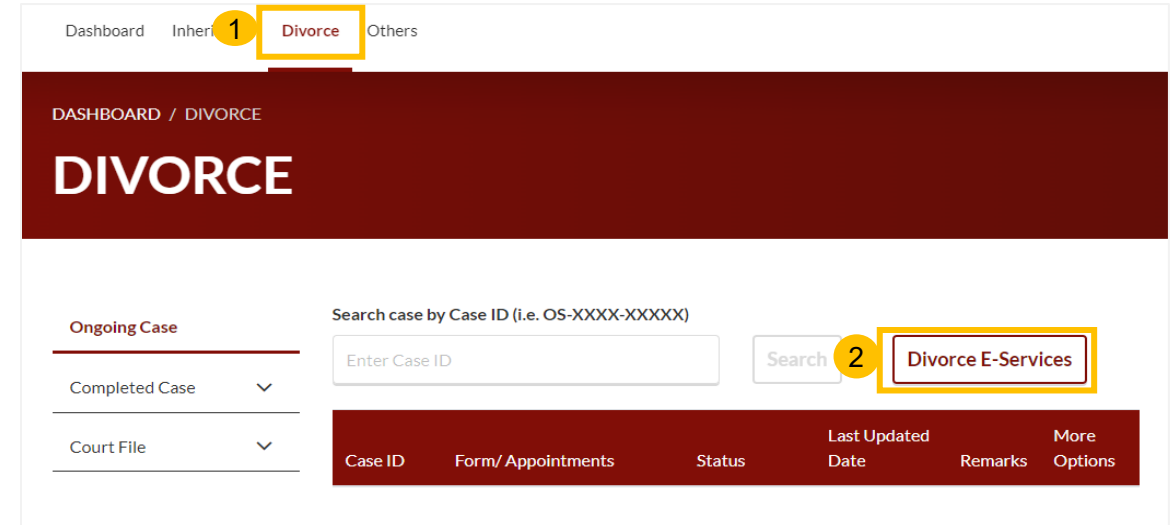 Dashboard Inheri 1 Divorce Others
DASHBOARD / DIVORCE
DIVORCE
Ongoing Case
Completed Case
Court File
Search case by Case ID (i.e. OS-XXXX-XXXXX)
Enter Case ID
Search
2
Divorce E-Services
Case ID Form/ Appointments Status Last Updated Date Remarks More Options